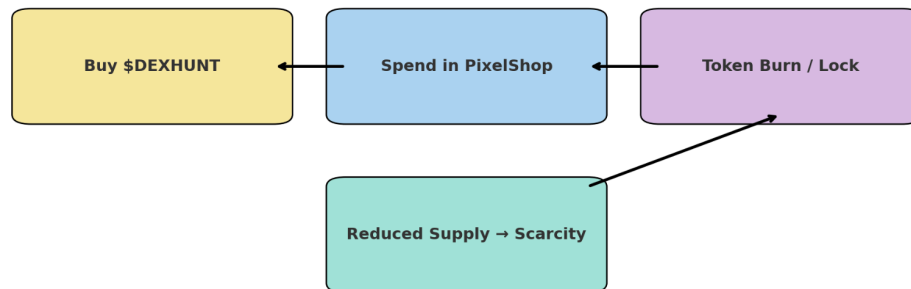 Buy $DEXHUNT
Spend in PixelShop
Token Burn / Lock
Reduced Supply → Scarcity